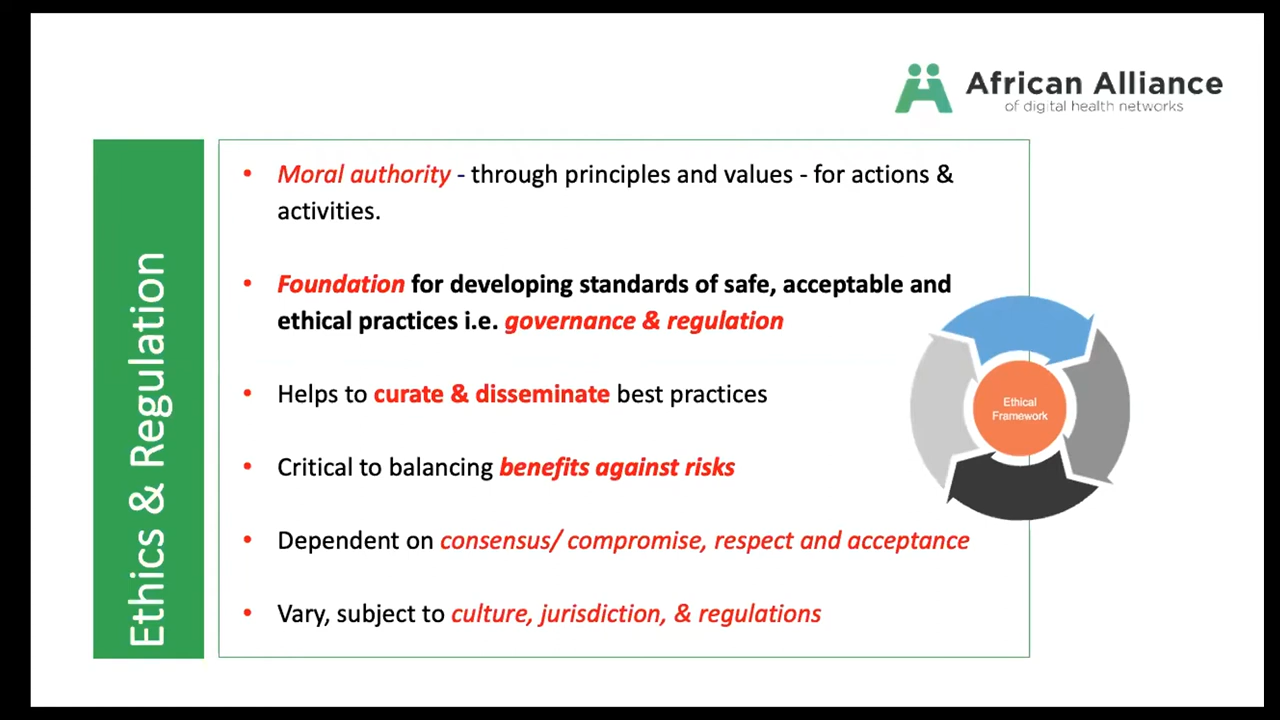 African Alliance
of digital health networks
Ethics & Regulation
• Moral authority - through principles and values - for actions &
activities.
• Foundation for developing standards of safe, acceptable and
ethical practices i.e. governance & regulation
• Helps to curate & disseminate best practices
• Critical to balancing benefits against risks
• Dependent on consensus/ compromise, respect and acceptance
• Vary, subject to culture, jurisdiction, & regulations
Ethical
Framework